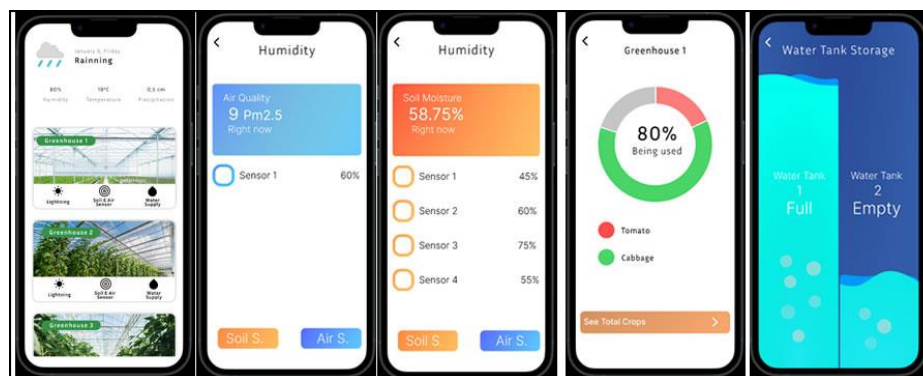 January 6, Friday
Rainning
80%
18°C
0,5 cm
Humidity
Temperature
Precipitation
Greenhouse 1
Lightning
Soil & Air
Sensor
Water
Supply
Greenhouse 2
Lightning
Soil & Air
Sensor
Water
Supply
Greenhouse 3
Humidity
Air Quality
9 Pm2.5
Right now
Sensor 1 60%
Soil S.
Air S.
Humidity
Soil Moisture
58.75%
Right now
Sensor 1 45%
Sensor 2 60%
Sensor 3 75%
Sensor 4 55%
Soil S.
Air S.
Greenhouse 1
80%
Being used
Tomato
Cabbage
See Total Crops
Water Tank Storage
Water Tank
1
Full
Water Tank
2
Empty